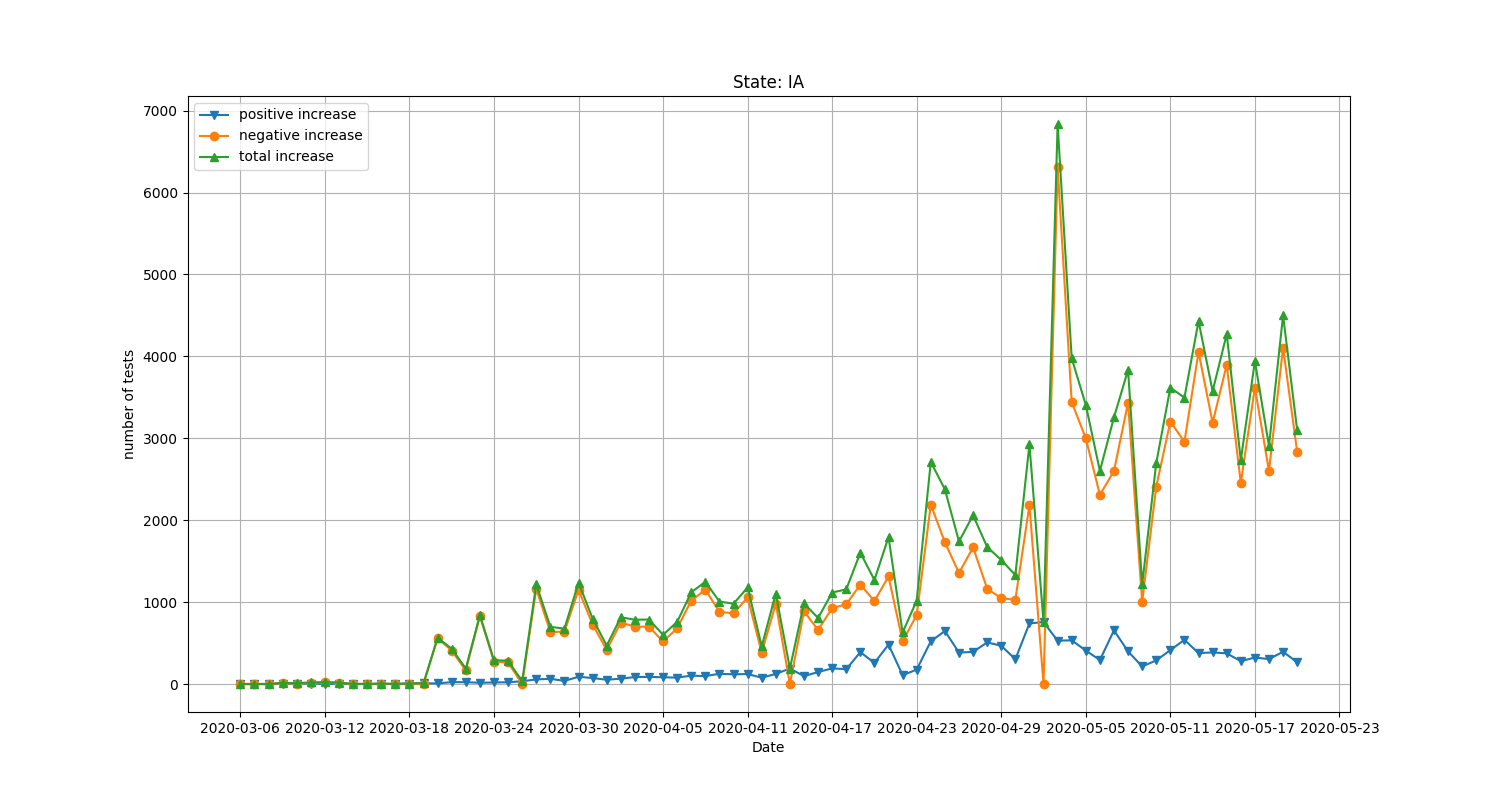 State: IA
positive increase
negative increase
total increase
7000
6000
5000
4000
3000
2000
1000
0
number of tests
2020-03-06 2020-03-12 2020-03-18 2020-03-24 2020-03-30 2020-04-05 2020-04-11 2020-04-17 2020-04-23 2020-04-29 2020-05-05 2020-05-11 2020-05-17 2020-05-23
Date